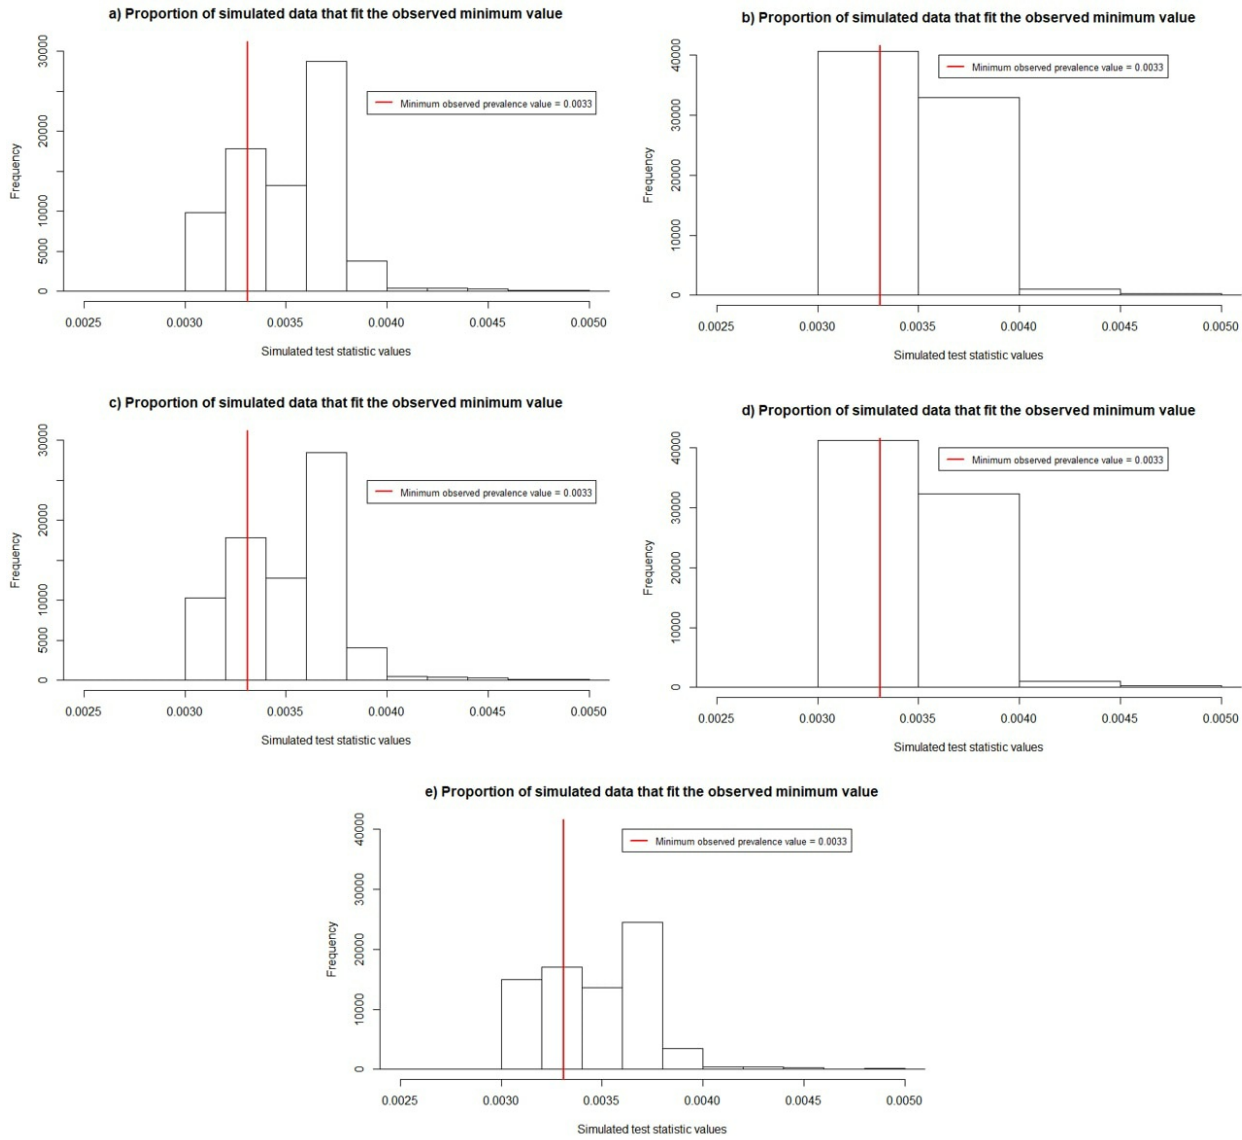 a) Proportion of simulated data that fit the observed minimum value
Frequency
0 5000 10000 20000 30000
Minimum observed prevalence value = 0.0033
0.0025 0.0030 0.0035 0.0040 0.0045 0.0050
Simulated test statistic values
b) Proportion of simulated data that fit the observed minimum value
Frequency
0 10000 20000 30000 40000
Minimum observed prevalence value = 0.0033
0.0025 0.0030 0.0035 0.0040 0.0045 0.0050
Simulated test statistic values
c) Proportion of simulated data that fit the observed minimum value
Frequency
0 5000 10000 20000 30000
Minimum observed prevalence value = 0.0033
0.0025 0.0030 0.0035 0.0040 0.0045 0.0050
Simulated test statistic values
d) Proportion of simulated data that fit the observed minimum value
Frequency
0 10000 20000 30000 40000
Minimum observed prevalence value = 0.0033
0.0025 0.0030 0.0035 0.0040 0.0045 0.0050
Simulated test statistic values
e) Proportion of simulated data that fit the observed minimum value
Frequency
0 10000 20000 30000 40000
Minimum observed prevalence value = 0.0033
0.0025 0.0030 0.0035 0.0040 0.0045 0.0050
Simulated test statistic values